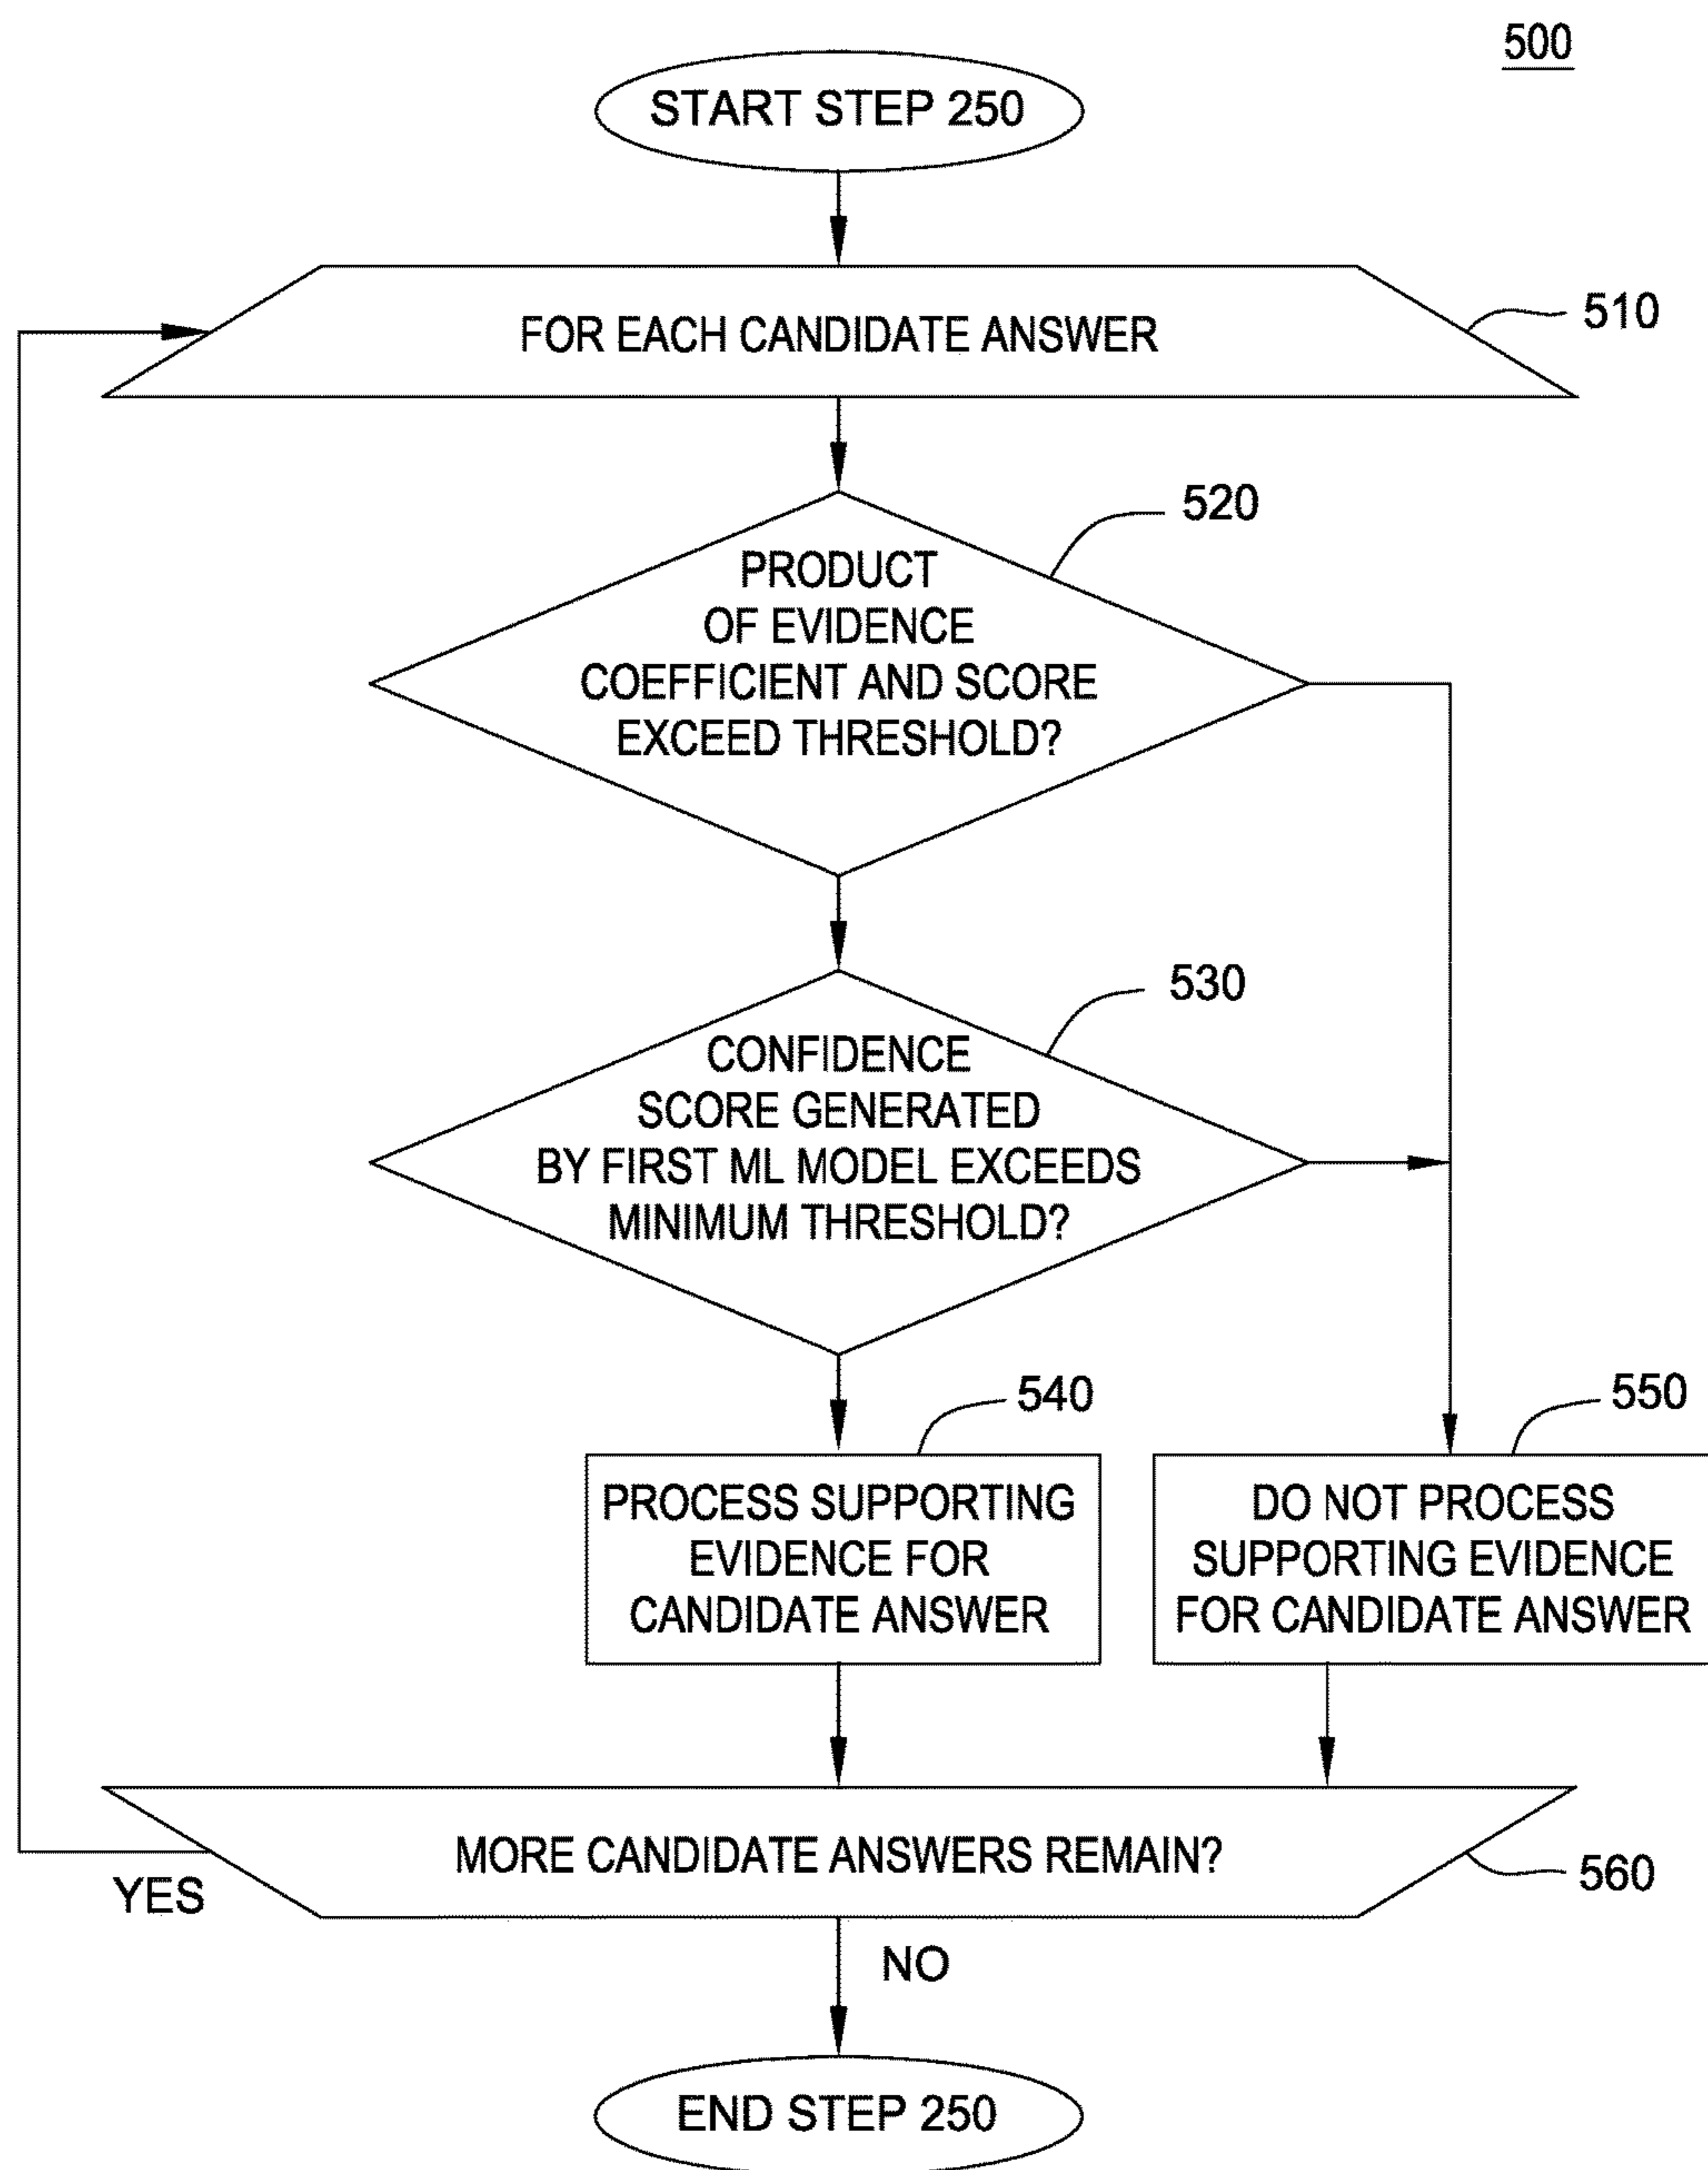 500
START STEP 250
FOR EACH CANDIDATE ANSWER
510
520
PRODUCT
OF EVIDENCE
COEFFICIENT AND SCORE
EXCEED THRESHOLD?
530
CONFIDENCE
SCORE GENERATED
BY FIRST ML MODEL EXCEEDS
MINIMUM THRESHOLD?
540
PROCESS SUPPORTING
EVIDENCE FOR
CANDIDATE ANSWER
550
DO NOT PROCESS
SUPPORTING EVIDENCE
FOR CANDIDATE ANSWER
MORE CANDIDATE ANSWERS REMAIN?
560
YES
NO
END STEP 250